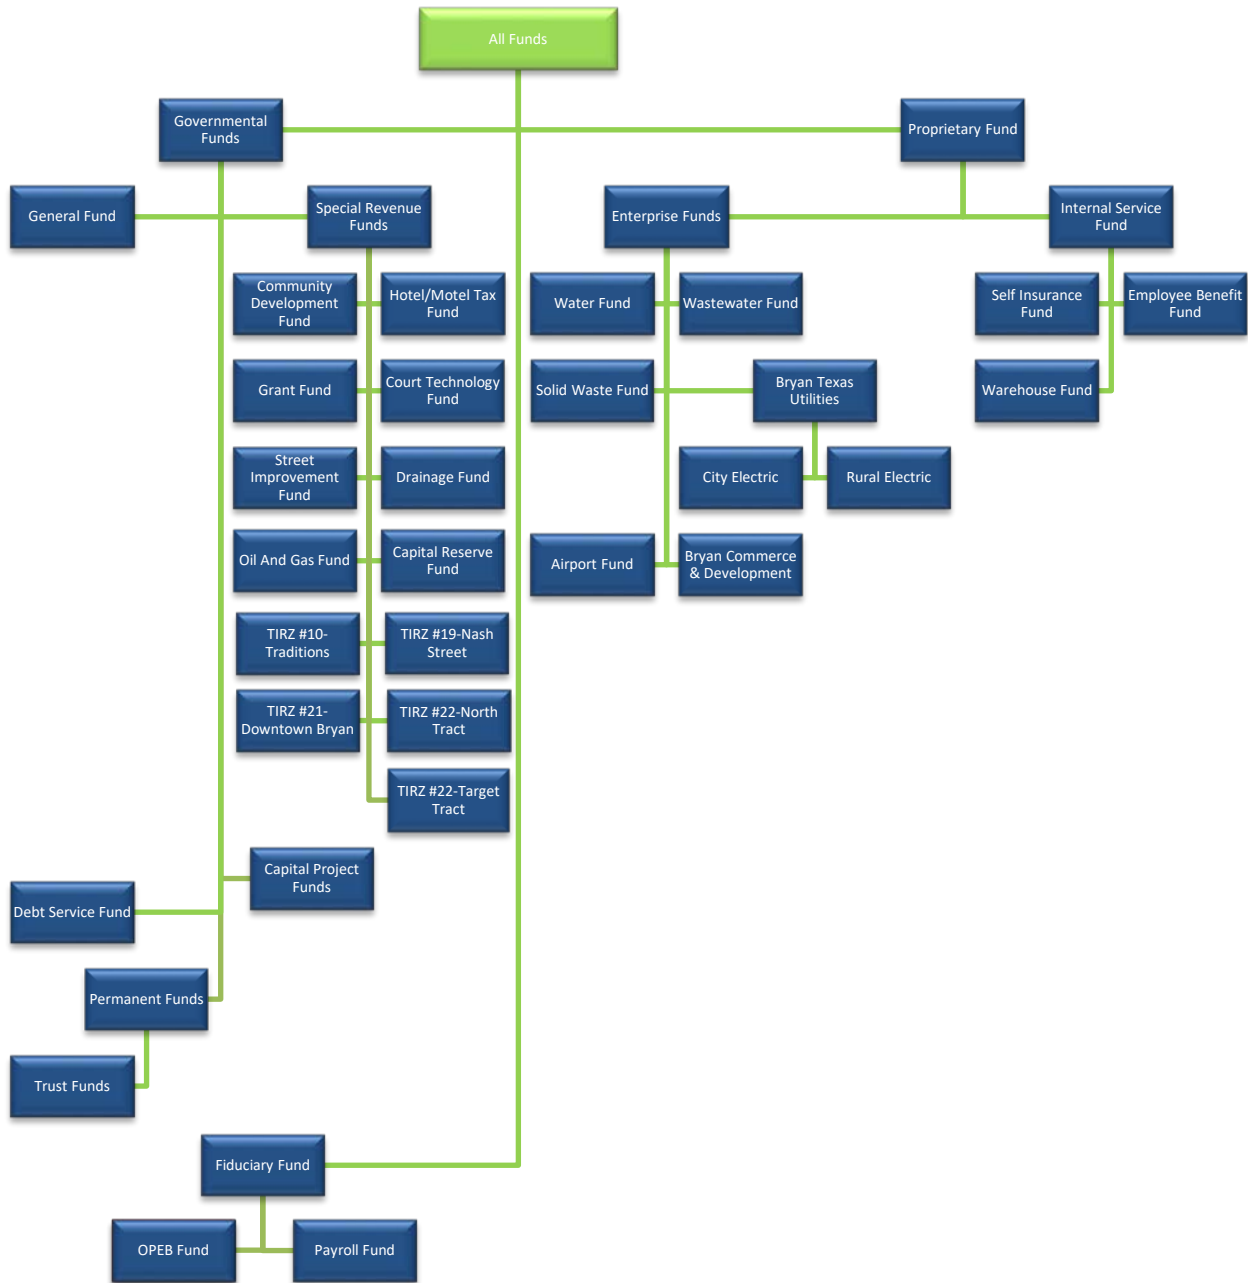 All Funds
Governmental
Funds
Proprietary Fund
General Fund
Special Revenue
Funds
Enterprise Funds
Internal Service
Fund
Community
Development
Fund
Hotel/Motel Tax
Fund
Water Fund
Wastewater Fund
Self Insurance
Fund
Employee Benefit
Fund
Grant Fund
Court Technology
Fund
Solid Waste Fund
Bryan Texas
Utilities
Warehouse Fund
Street
Improvement
Fund
Drainage Fund
City Electric
Rural Electric
Oil And Gas Fund
Capital Reserve
Fund
Airport Fund
Bryan Commerce
& Development
TIRZ #10-
Traditions
TIRZ #19-Nash
Street
TIRZ #21-
Downtown Bryan
TIRZ #22-North
Tract
TIRZ #22-Target
Tract
Capital Project
Funds
Debt Service Fund
Permanent Funds
Trust Funds
Fiduciary Fund
OPEB Fund
Payroll Fund